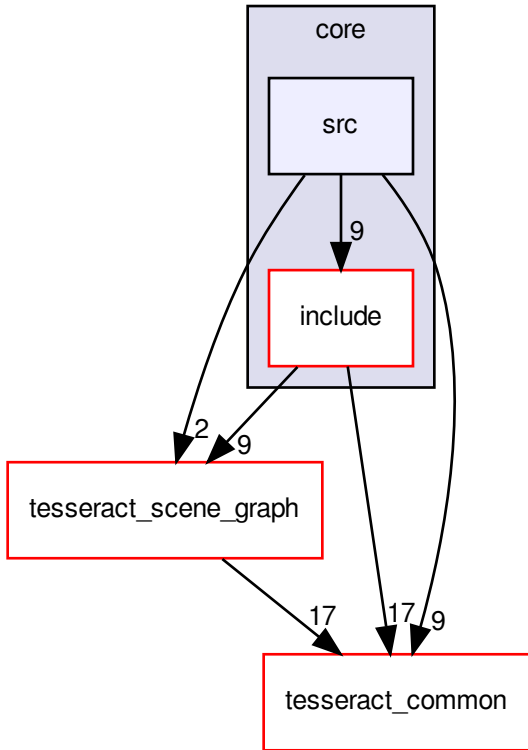 core
src
9
include
2
9
tesseract_scene_graph
17
17
9
tesseract_common